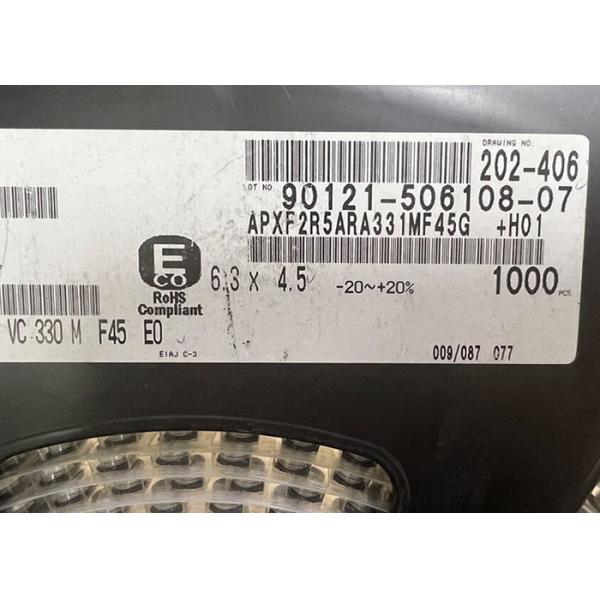 DRAWING NO.
202-406
LOT NO 90121-506108-07
APXF2R5ARA331MF45G +H01
E
CO
RoHS
Compliant
6.3 x 4.5 -20~+20% 1000 PCS
VC 330 M F45 E0
EIAJ C-3
009/087 077